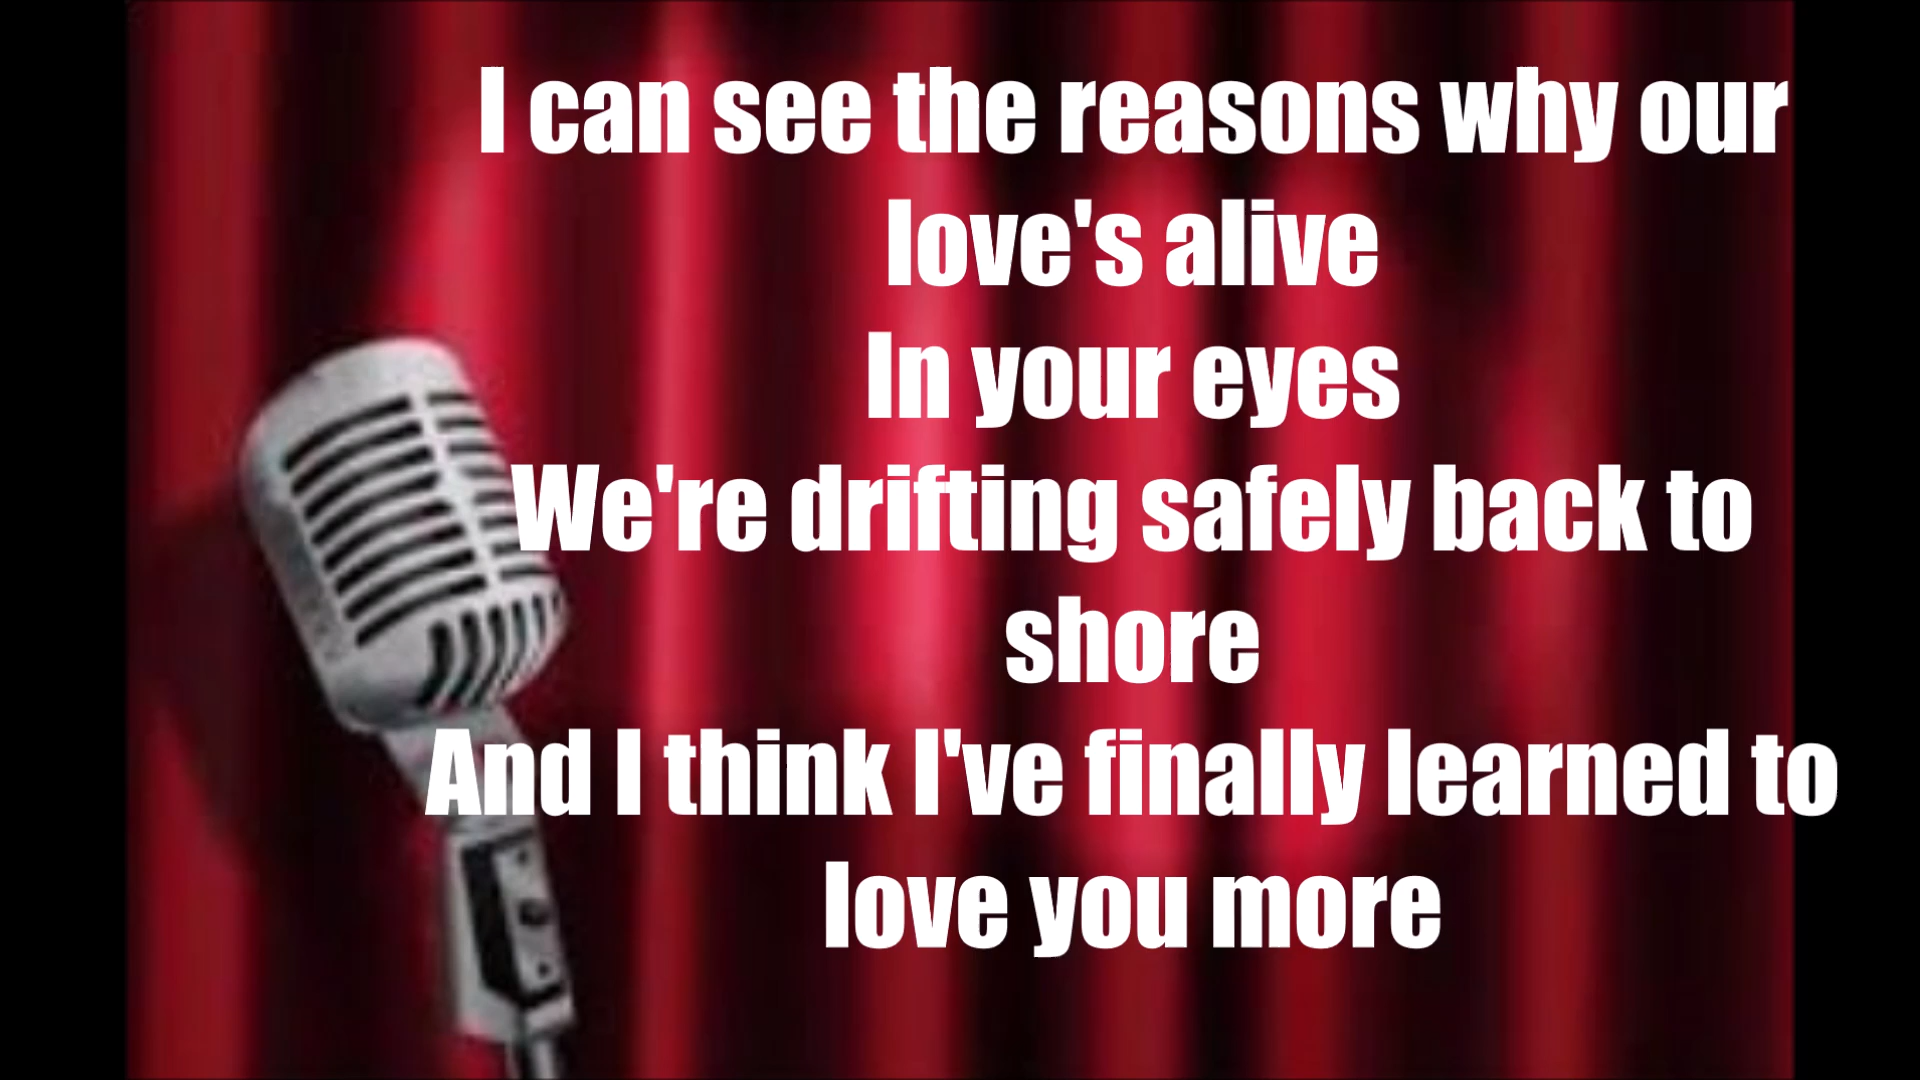 I can see the reasons why our
love's alive
In your eyes
We're drifting safely back to
shore
And I think I've finally learned to
love you more